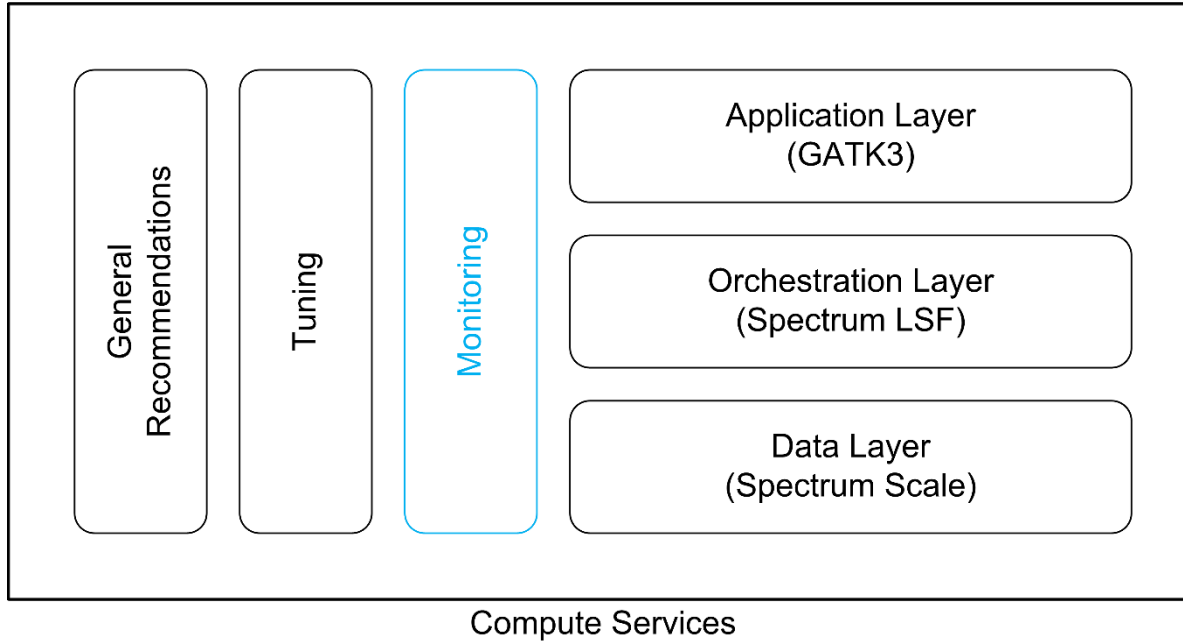 General
Recommendations
Tuning
Monitoring
Application Layer
(GATK3)
Orchestration Layer
(Spectrum LSF)
Data Layer
(Spectrum Scale)
Compute Services